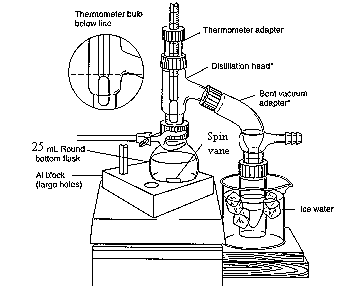 Thermometer bulb
below line
Thermometer adapter
Distillation head*
Bent vacuum
adapter*
25 mL Round
bottom flask
Spin
vane
Al block
(large holes)
Ice water